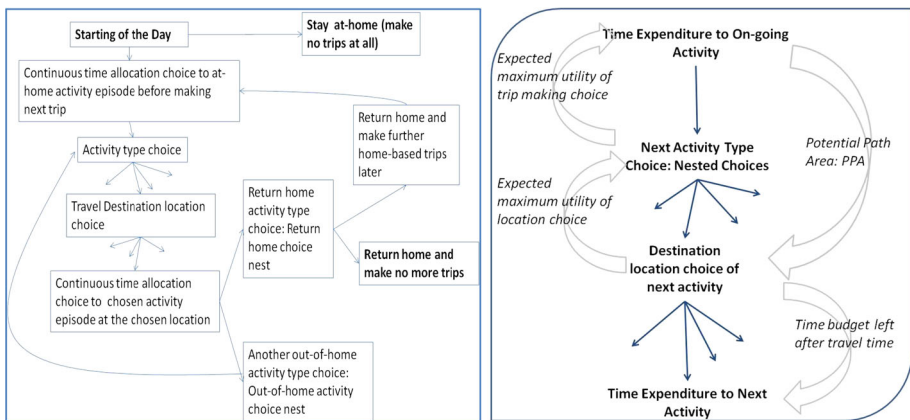 Starting of the Day
Stay at-home (make
no trips at all)
Continuous time allocation choice to at-
home activity episode before making
next trip
Activity type choice
Travel Destination location
choice
Continuous time allocation
choice to chosen activity
episode at the chosen location
Return home
activity type
choice: Return
home choice
nest
Return home and
make further
home-based trips
later
Return home and
make no more trips
Another out-of-home
activity type choice:
Out-of-home activity
choice nest
Time Expenditure to On-going
Activity
Expected
maximum utility of
trip making choice
Next Activity Type
Choice: Nested Choices
Potential Path
Area: PPA
Expected
maximum utility of
location choice
Destination
location choice of
next activity
Time budget left
after travel time
Time Expenditure to Next
Activity